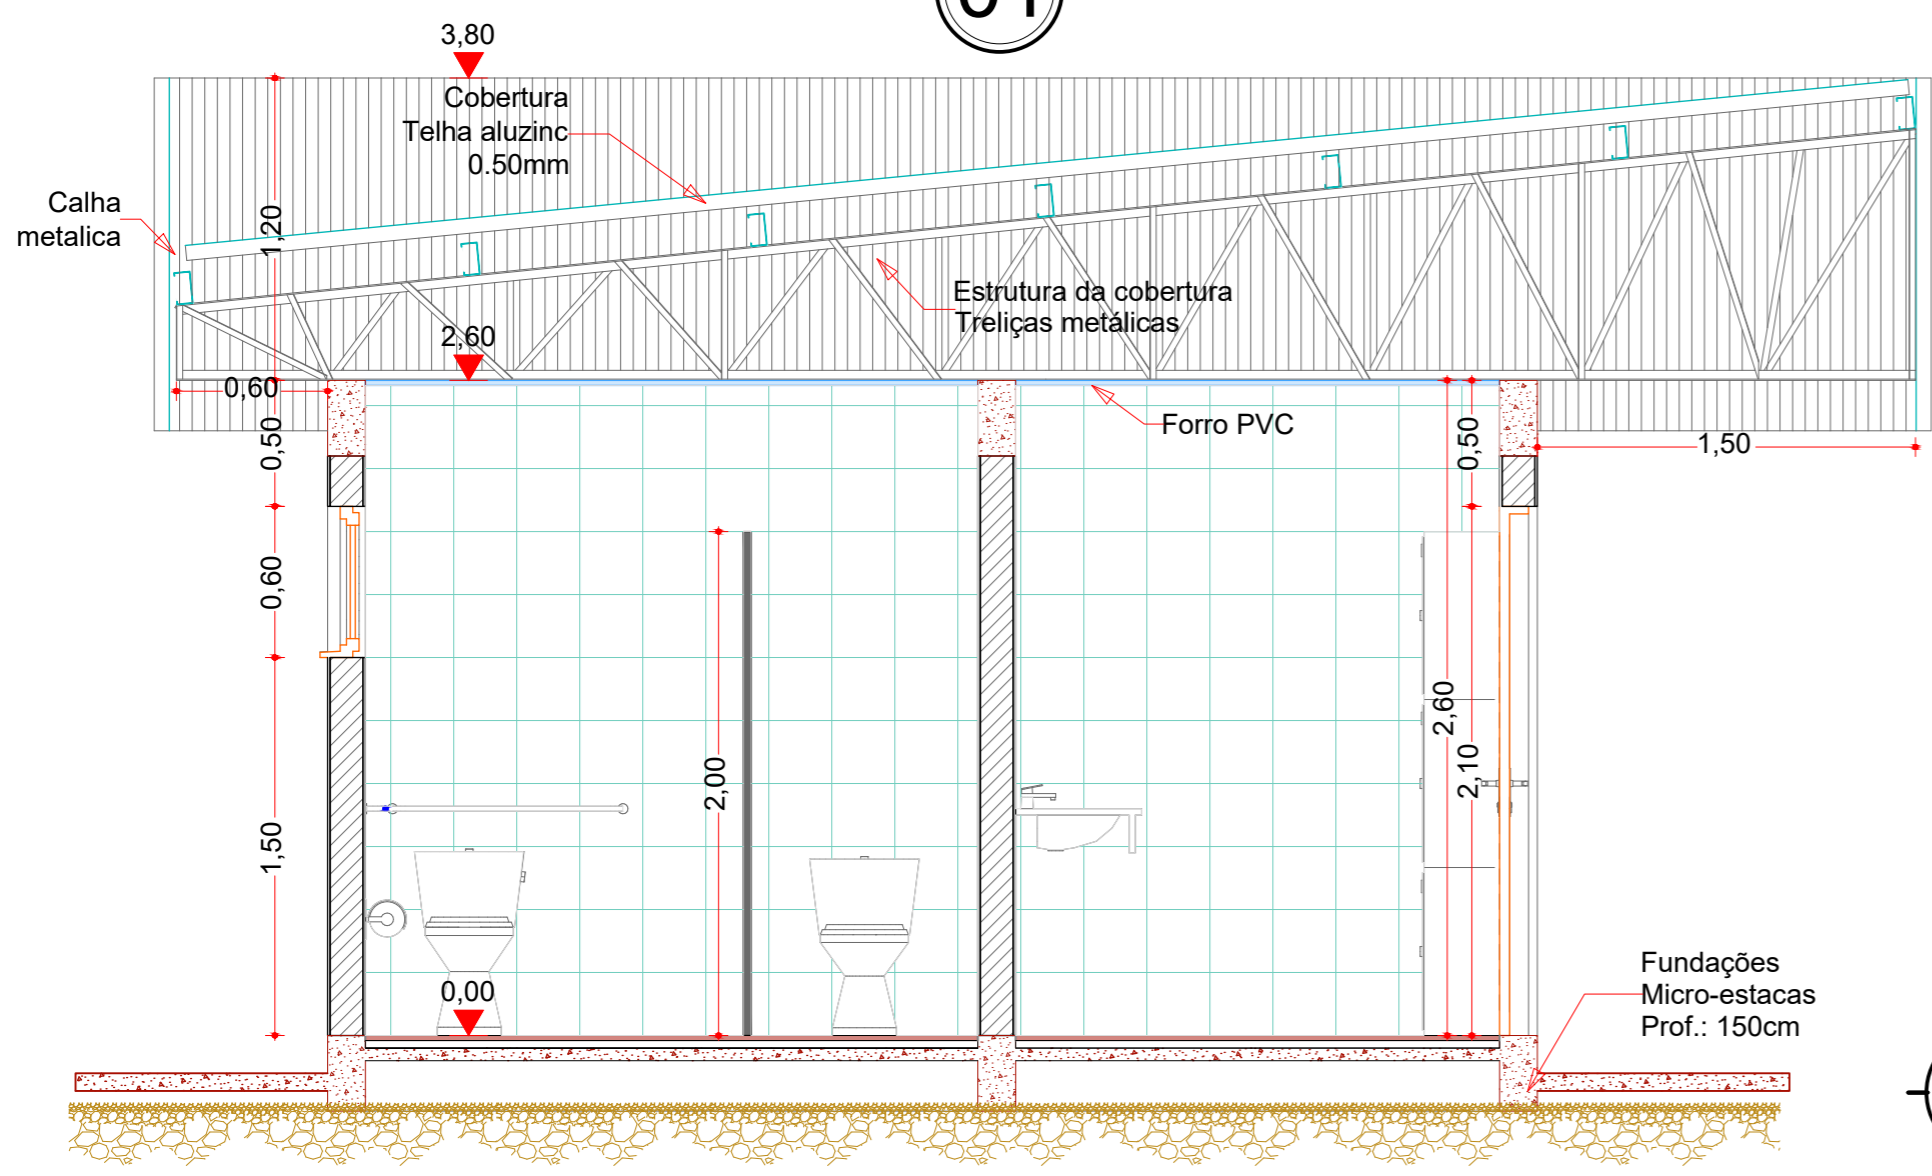 3,80
Cobertura
Telha aluzinc
0.50mm
Calha
metalica
1,20
Estrutura da cobertura
Treliças metálicas
2,60
0,60
0,50
Forro PVC
0,50
1,50
0,60
2,00
2,60
2,10
1,50
0,00
Fundações
Micro-estacas
Prof.: 150cm